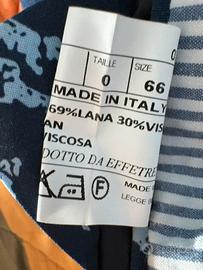 TAILLE SIZE
0 66
MADE IN ITALY
69%LANA 30%VIS
AN
VISCOSA
DOTTO DA EFFETRE
F MADE
LEGGE